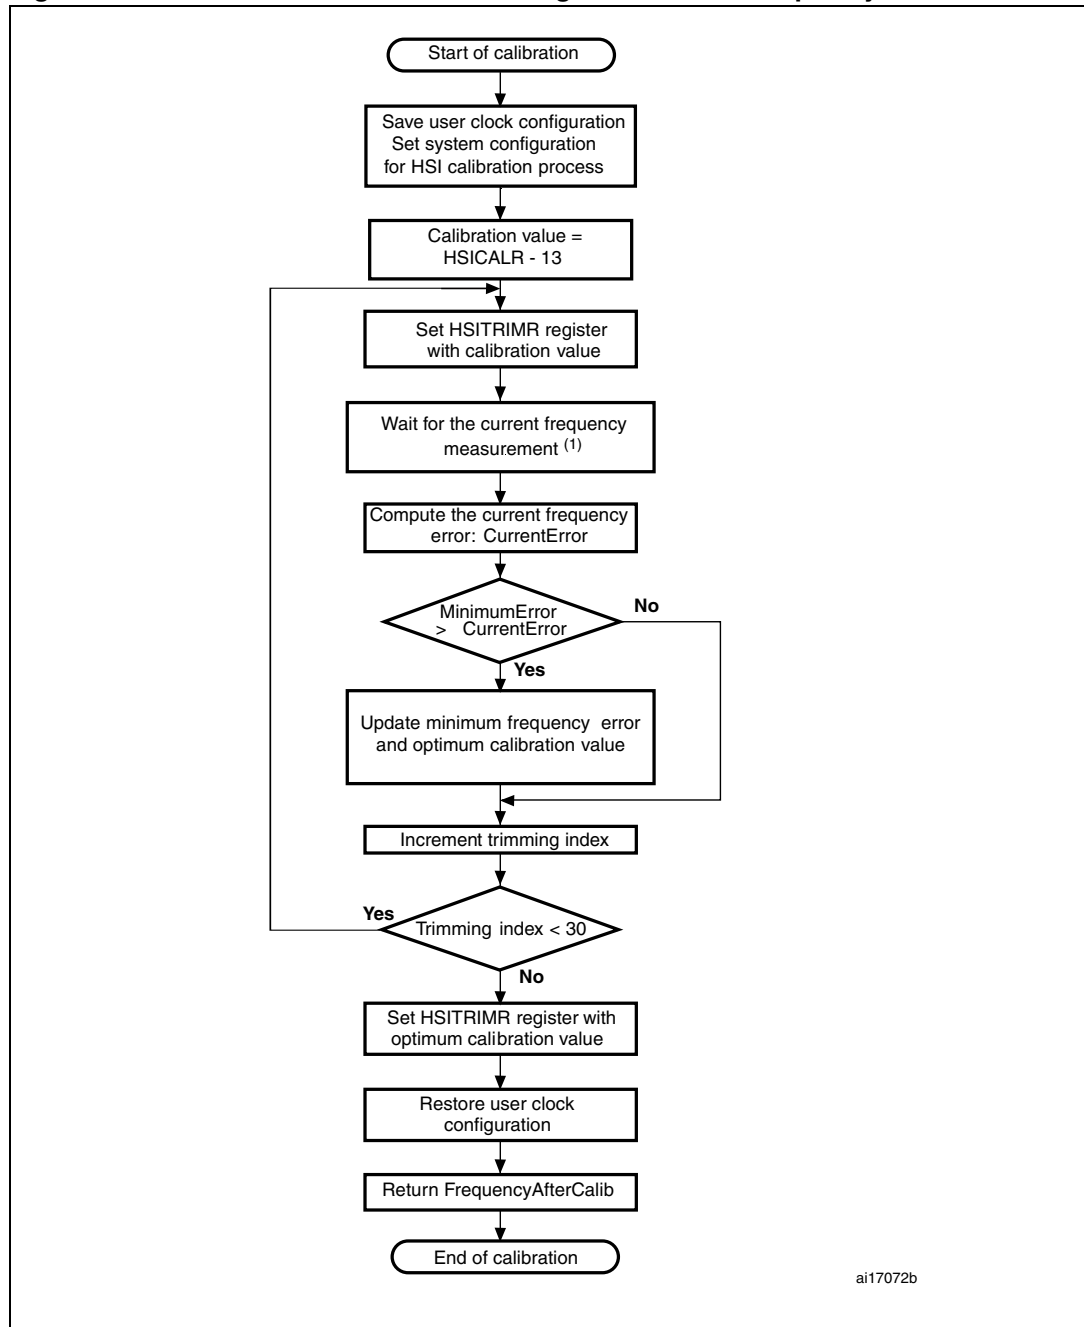 Start of calibration
Save user clock configuration
Set system configuration
for HSI calibration process
Calibration value =
HSICALR - 13
Set HSITRIMR register
with calibration value
Wait for the current frequency
measurement (1)
Compute the current frequency
error: CurrentError
MinimumError
> CurrentError
No
Yes
Update minimum frequency error
and optimum calibration value
Increment trimming index
Yes
Trimming index < 30
No
Set HSITRIMR register with
optimum calibration value
Restore user clock
configuration
Return FrequencyAfterCalib
End of calibration
ai17072b